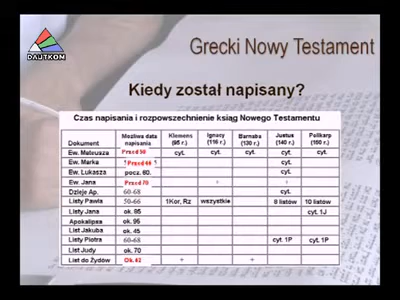 DAUTKOM
Grecki Nowy Testament
Kiedy został napisany?
Czas napisania i rozpowszechnienie ksiąg Nowego Testamentu
Dokument Możliwa data napisania Klemens (95 r.) Ignacy (116 r.) Barnaba (130 r.) Justus (140 r.) Polikarp (150 r.)
Ew. Mateusza Przed 50 cyt. cyt. cyt. cyt. cyt.
Ew. Marka cyt.
Ew. Lukasza pocz. 60. cyt.
Ew. Jana Przed 70 + +
Dzieje Ap. 60-68 cyt.
Listy Pawła 50-66 1Kor, Rz wszystkie 8 listów 10 listów
Listy Jana ok. 85 cyt. 1J
Apokalipsa ok. 95
List Jakuba ok. 45
Listy Piotra 60-68 cyt. 1P cyt. 1P
List Judy ok. 70
List do Żydów Ok. 62 + +